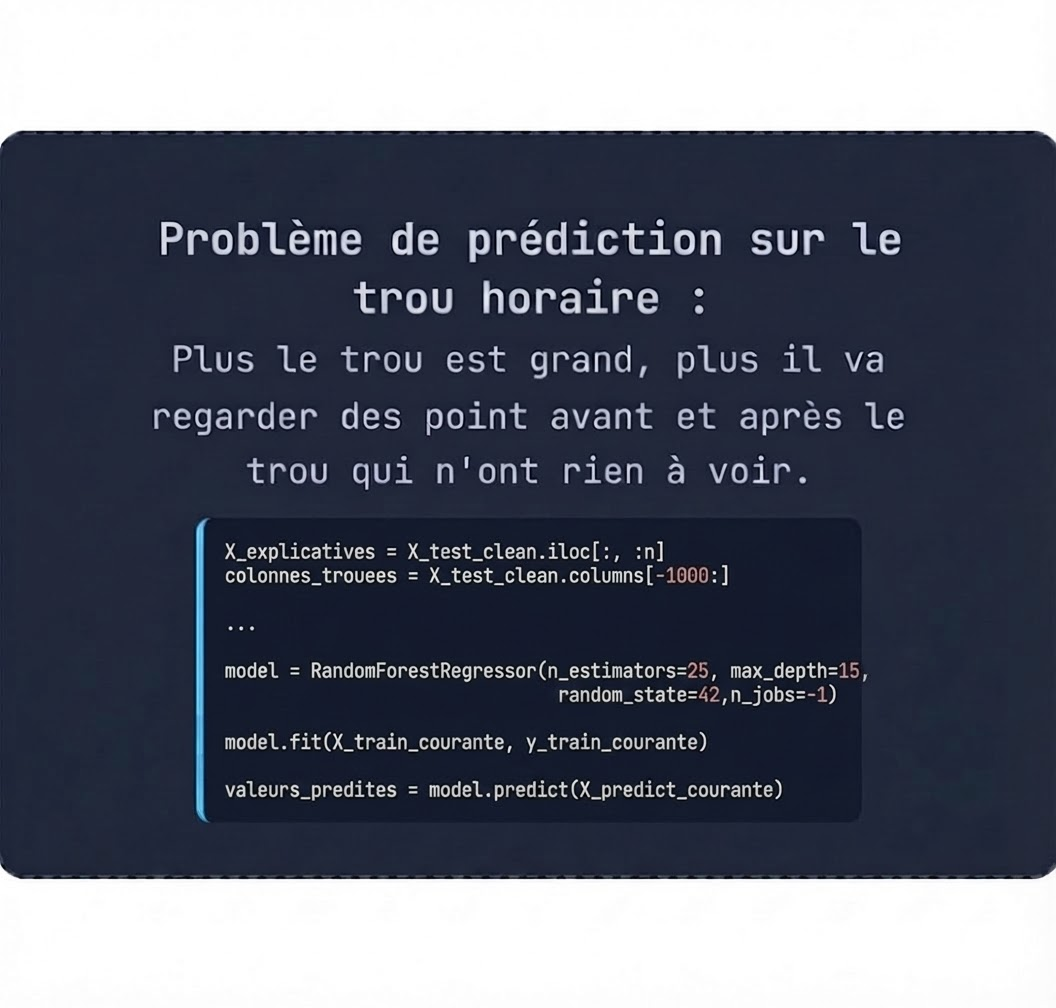 Problème de prédiction sur le
trou horaire :
Plus le trou est grand, plus il va
regarder des point avant et après le
trou qui n'ont rien à voir.
X_explicatives = X_test_clean.iloc[:, :n]
colonnes_trouees = X_test_clean.columns[-1000:]
...
model = RandomForestRegressor(n_estimators=25, max_depth=15,
random_state=42,n_jobs=-1)
model.fit(X_train_courante, y_train_courante)
valeurs_predites = model.predict(X_predict_courante)